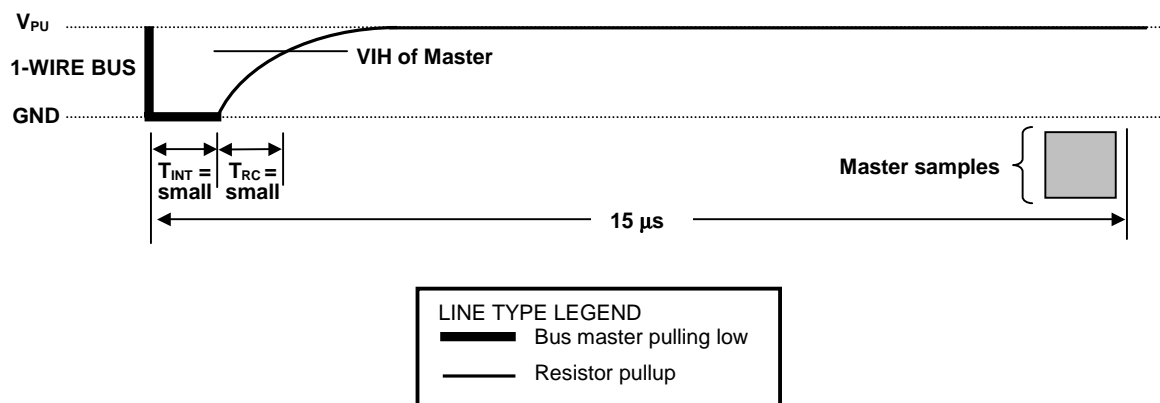 VPU
1-WIRE BUS
VIH of Master
GND
TINT =
small
TRC =
small
Master samples
15 μs
LINE TYPE LEGEND
Bus master pulling low
Resistor pullup